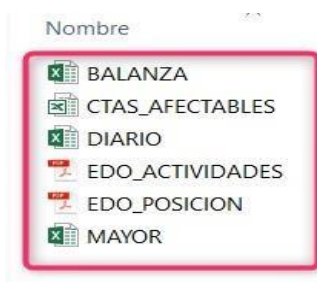 Nombre
BALANZA
CTAS_AFECTABLES
DIARIO
EDO_ACTIVIDADES
EDO_POSICION
MAYOR